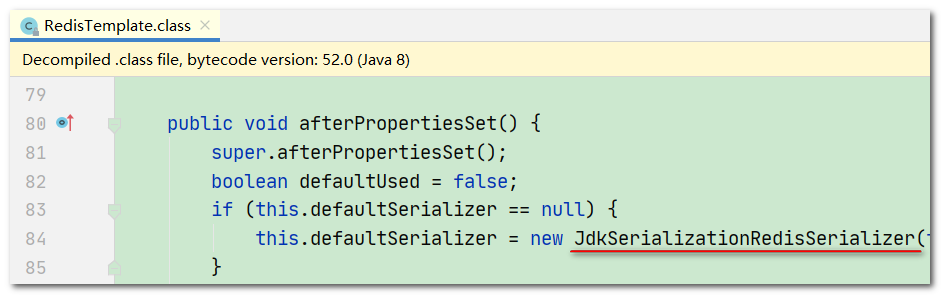 RedisTemplate.class
Decompiled .class file, bytecode version: 52.0 (Java 8)
79
80 public void afterPropertiesSet() {
81 super.afterPropertiesSet();
82 boolean defaultUsed = false;
83 if (this.defaultSerializer == null) {
84 this.defaultSerializer = new JdkSerializationRedisSerializer(
85 }